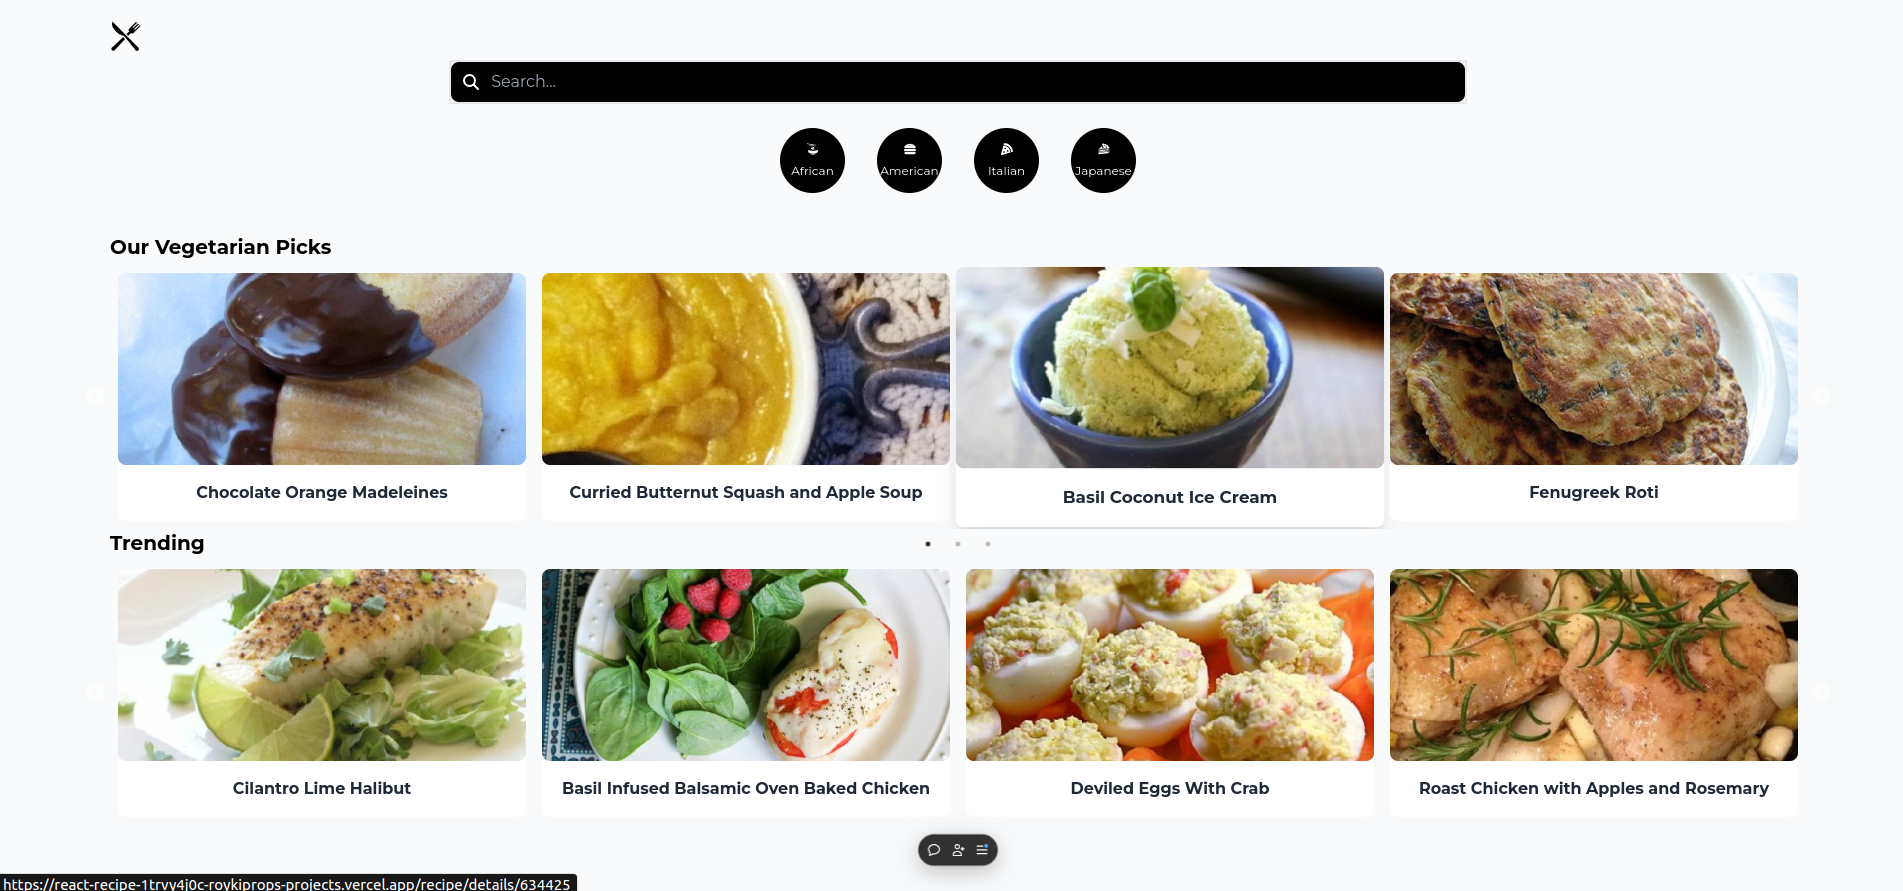 Search...
African
American
Italian
Japanese
Our Vegetarian Picks
Chocolate Orange Madeleines
Curried Butternut Squash and Apple Soup
Basil Coconut Ice Cream
Fenugreek Roti
Trending
Cilantro Lime Halibut
Basil Infused Balsamic Oven Baked Chicken
Deviled Eggs With Crab
Roast Chicken with Apples and Rosemary
https://react-recipe-1trvy4j0c-roykiprops-projects.vercel.app/recipe/details/634425